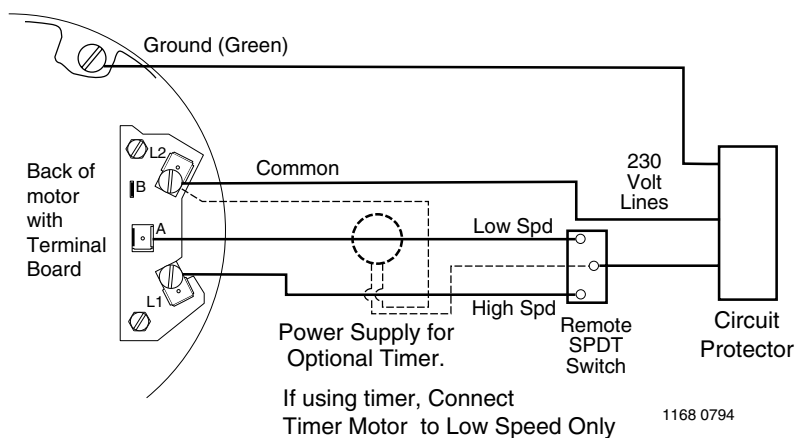 Ground (Green)
L2
B
A
L1
Back of
motor
with
Terminal
Board
Common
230
Volt
Lines
Low Spd
High Spd
Remote
SPDT
Switch
Circuit
Protector
Power Supply for
Optional Timer.
If using timer, Connect
Timer Motor to Low Speed Only
1168 0794